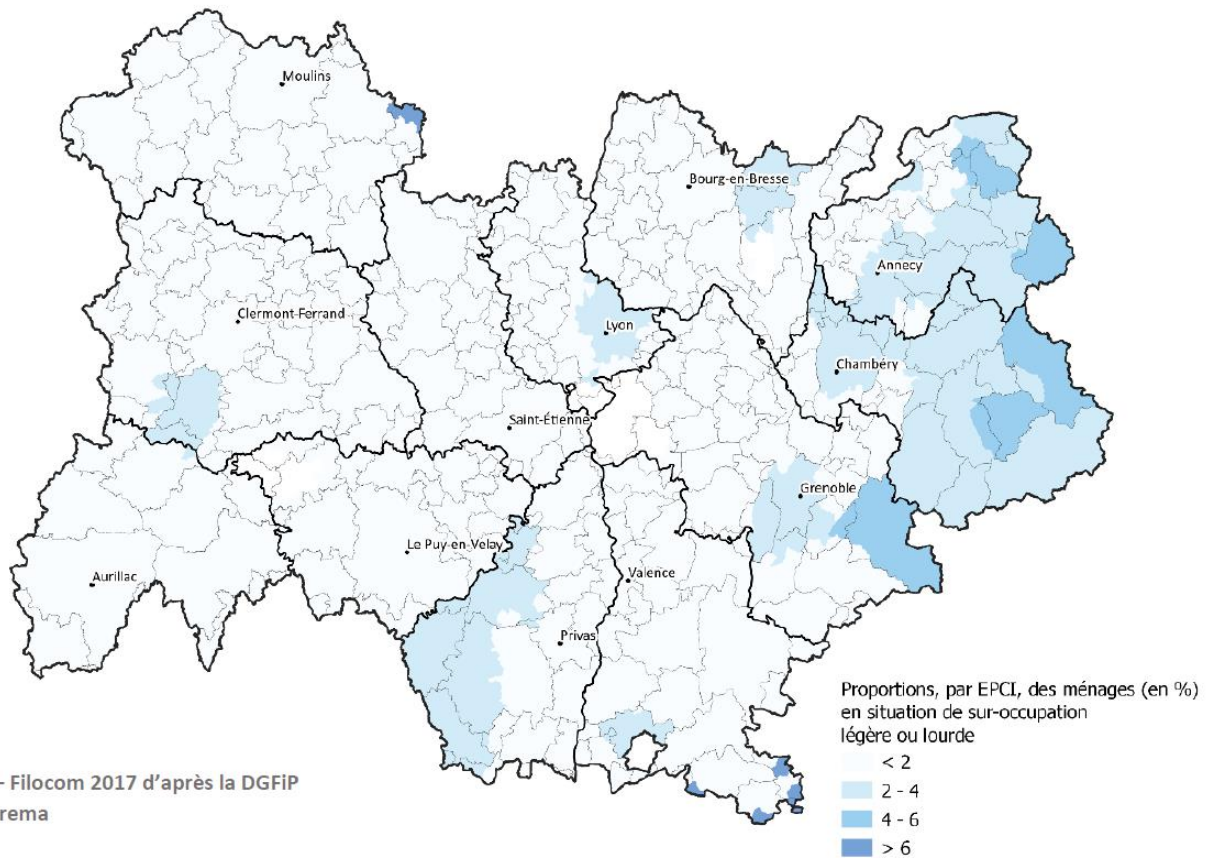 Moulins
Bourg-en-Bresse
Annecy
Clermont-Ferrand
Lyon
Chambéry
Saint-Étienne
Grenoble
Le Puy-en-Velay
Aurillac
Valence
Privas
Proportions, par EPCI, des ménages (en %)
en situation de sur-occupation
légère ou lourde
< 2
2 - 4
4 - 6
> 6
- Filocom 2017 d'après la DGFiP
rema